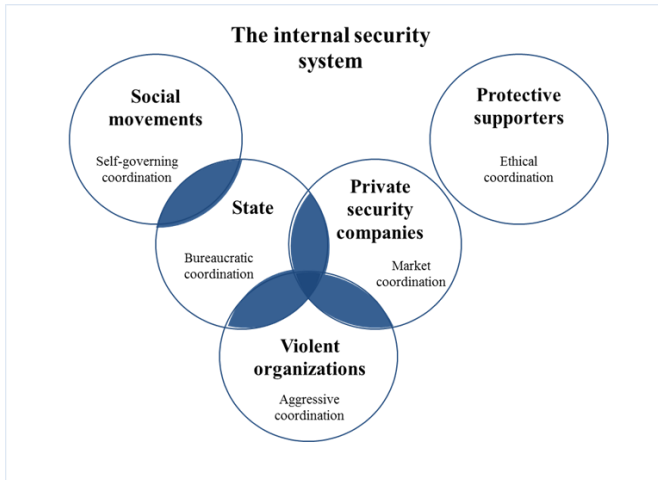 The internal security
system
Social
movements
Self-governing
coordination
Protective
supporters
Ethical
coordination
State
Bureaucratic
coordination
Private
security
companies
Market
coordination
Violent
organizations
Aggressive
coordination